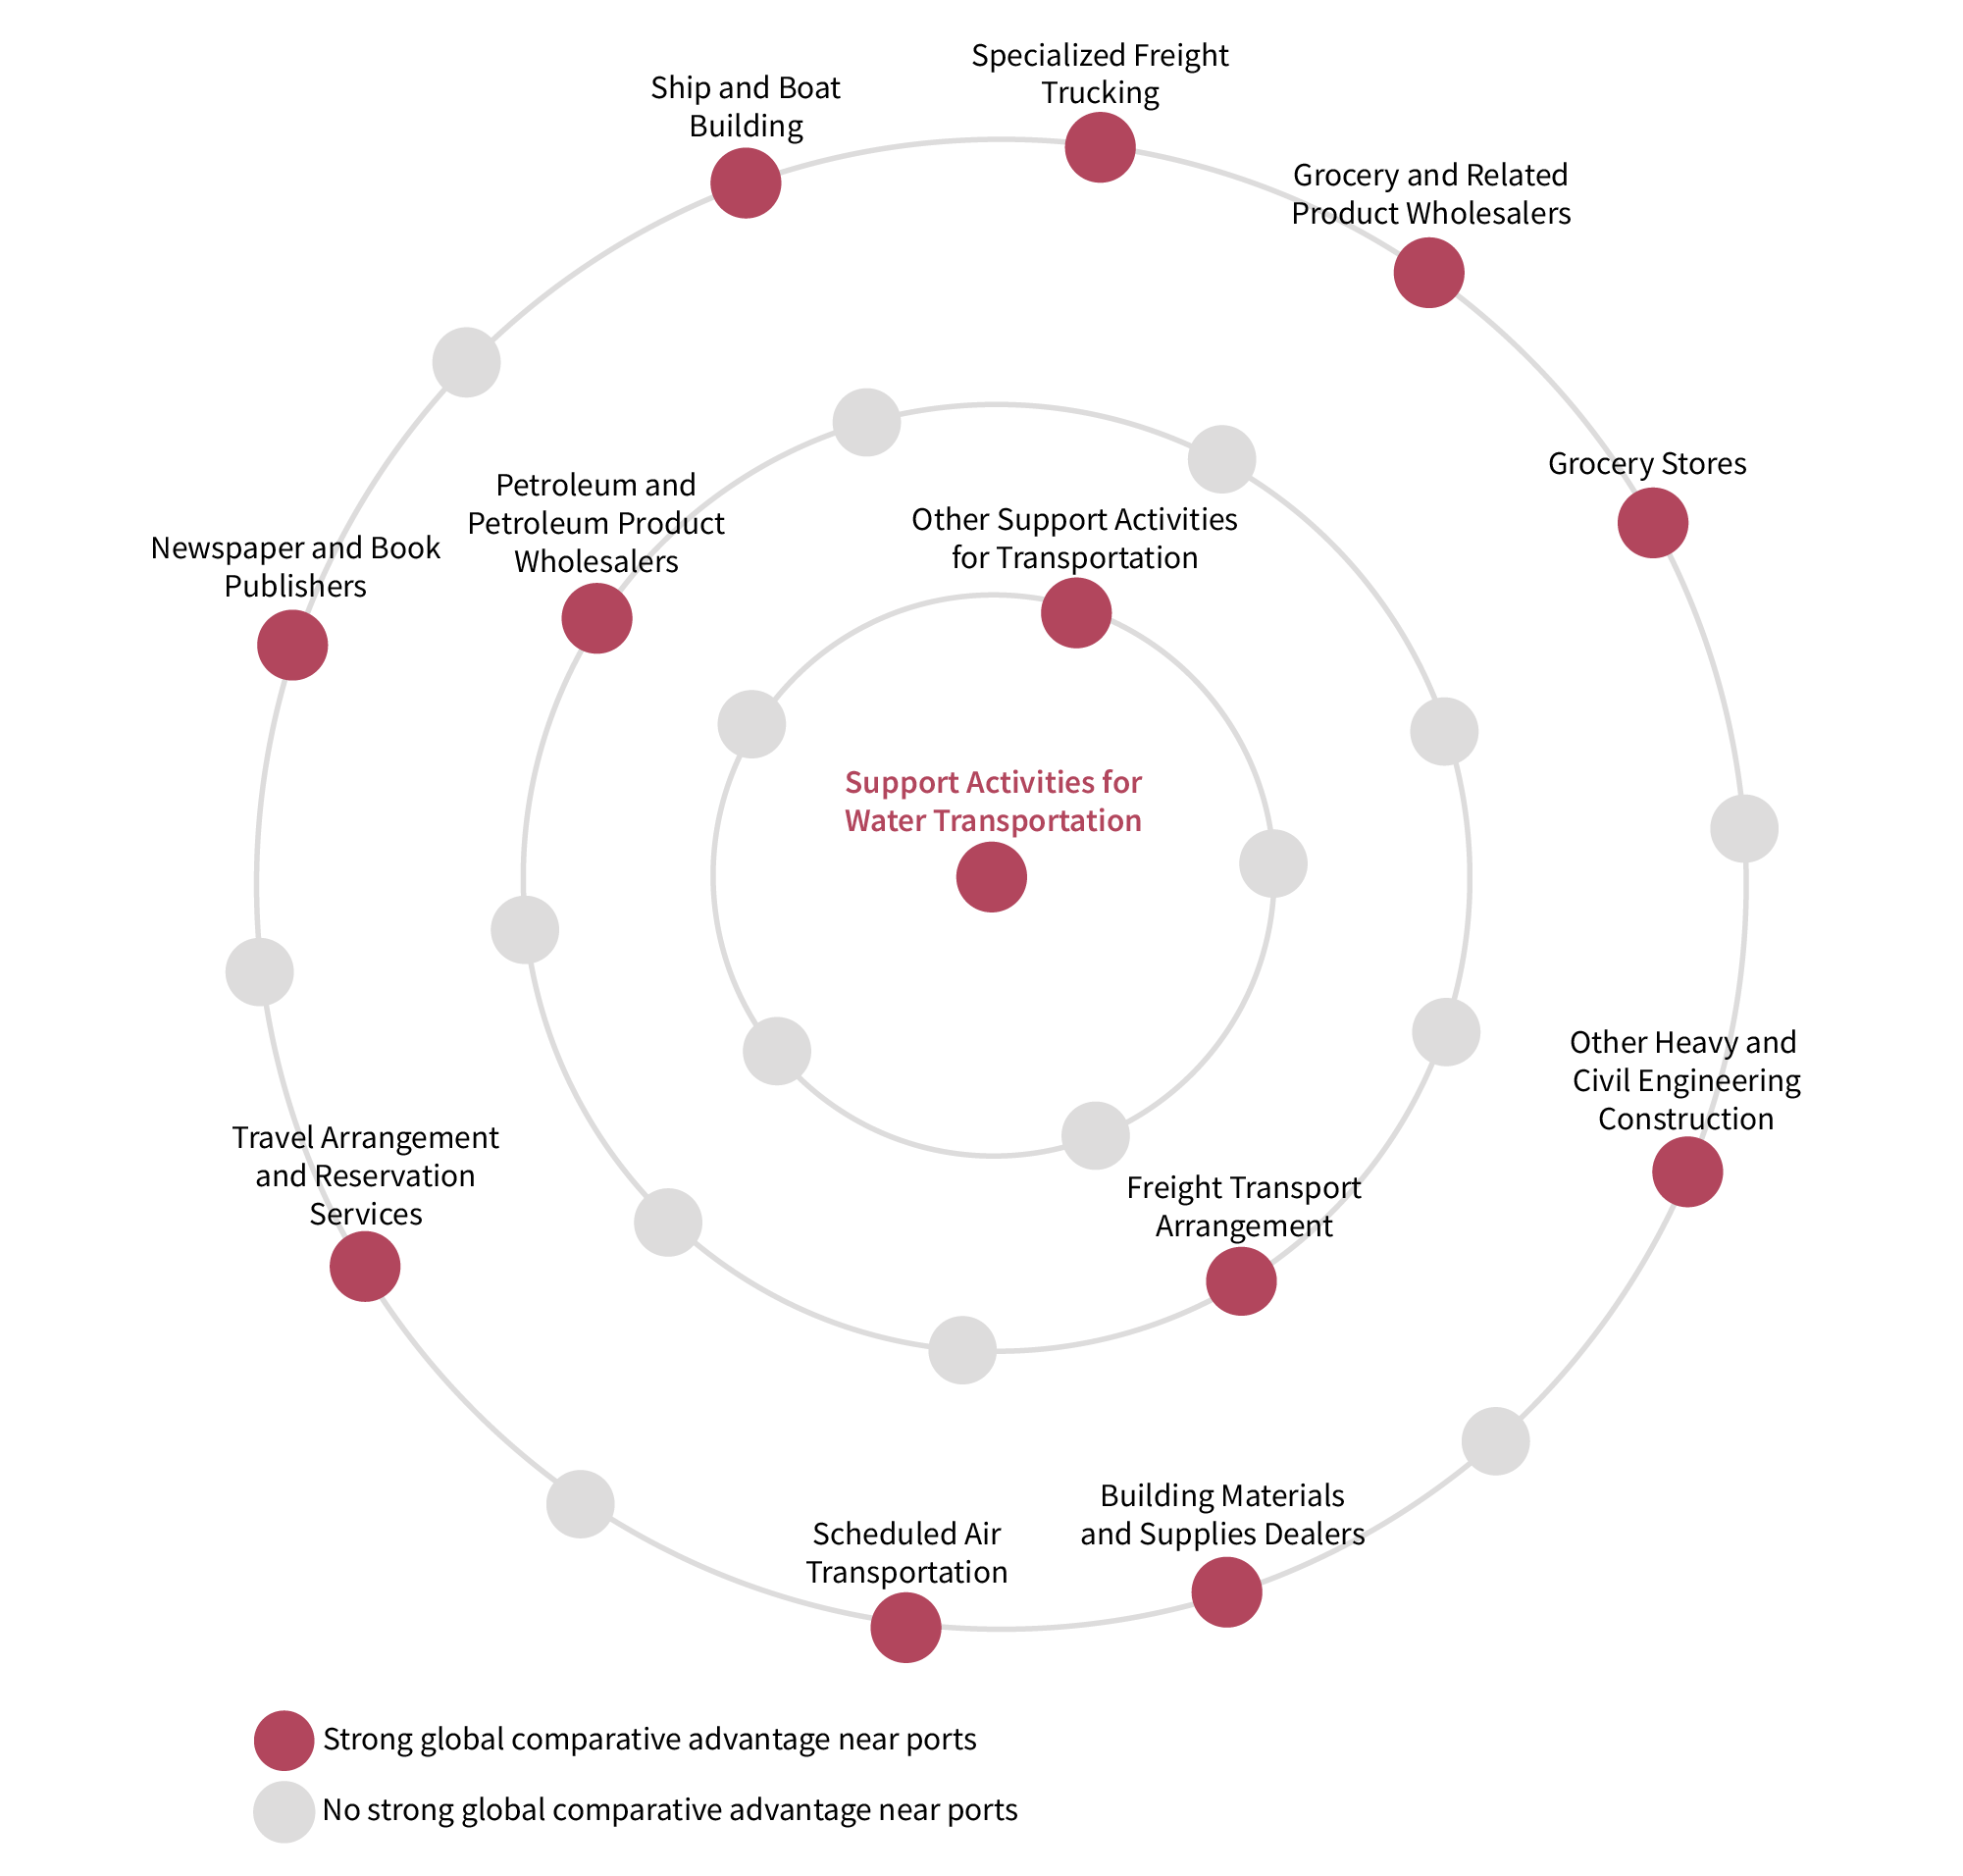 Specialized Freight
Trucking
Ship and Boat
Building
Grocery and Related
Product Wholesalers
Grocery Stores
Petroleum and
Petroleum Product
Wholesalers
Other Support Activities
for Transportation
Newspaper and Book
Publishers
Support Activities for
Water Transportation
Other Heavy and
Civil Engineering
Construction
Travel Arrangement
and Reservation
Services
Freight Transport
Arrangement
Building Materials
and Supplies Dealers
Scheduled Air
Transportation
Strong global comparative advantage near ports
No strong global comparative advantage near ports